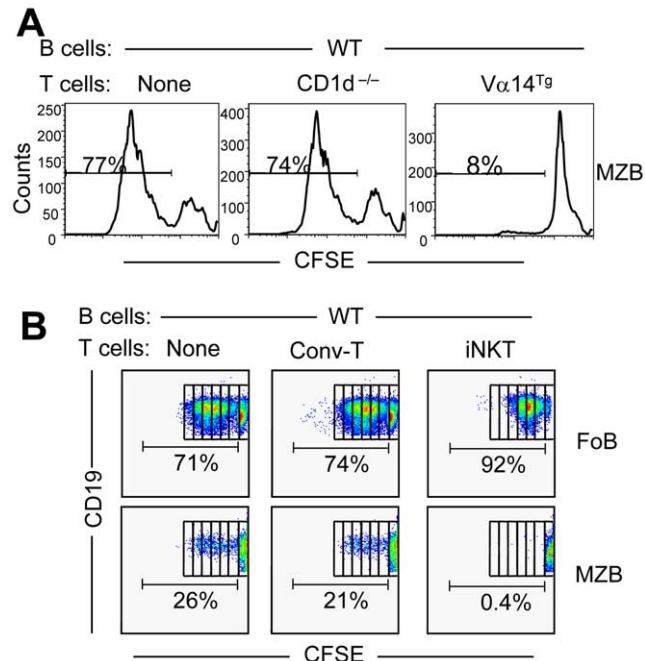 A
B cells: WT
T cells: None CD1d⁻/⁻ Vα14ᵀᵍ
250 200 150 100 50 0
400 300 200 100 0
300 200 100 0
Counts
77% 74% 8%
MZB
CFSE
B
B cells: WT
T cells: None Conv-T iNKT
CD19
71% 74% 92%
FoB
26% 21% 0.4%
MZB
CFSE